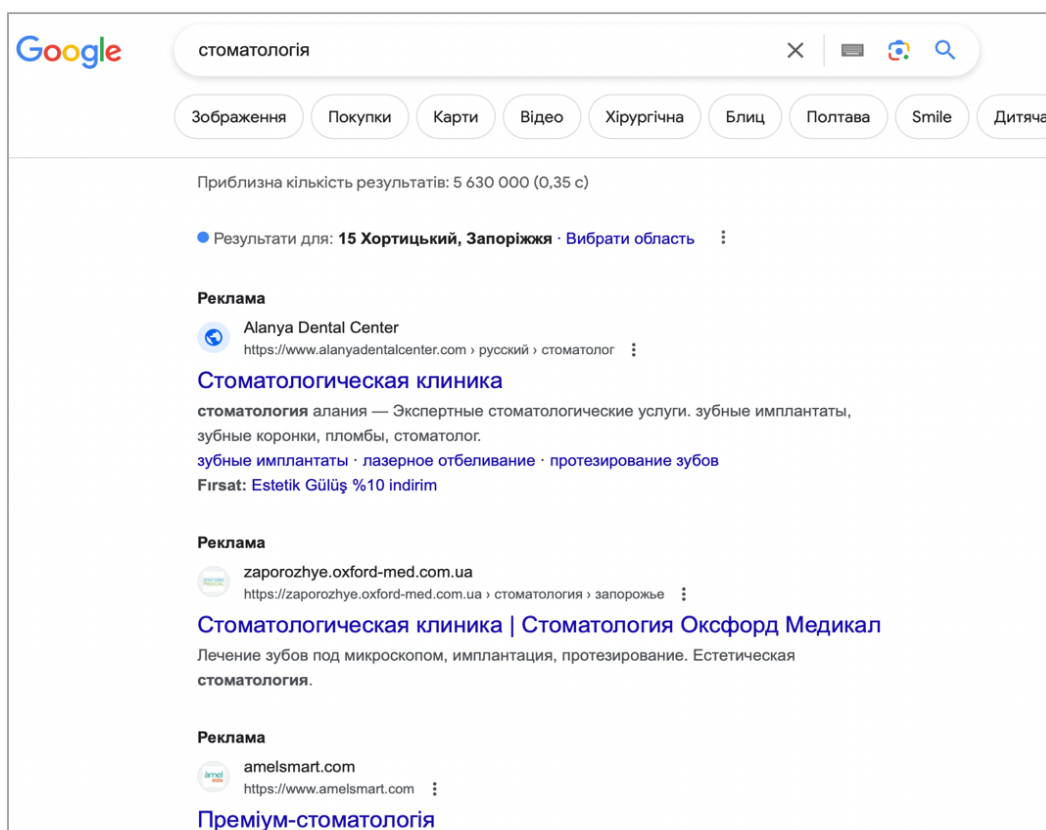 Google
стоматологія
Зображення Покупки Карти Відео Хірургічна Блиц Полтава Smile Дитяча
Приблизна кількість результатів: 5 630 000 (0,35 с)
Результати для: 15 Хортицький, Запоріжжя · Вибрати область
Реклама
Alanya Dental Center
https://www.alanyadentalcenter.com › русский › стоматолог
Стоматологическая клиника
стоматология алания — Экспертные стоматологические услуги. зубные имплантаты,
зубные коронки, пломбы, стоматолог.
зубные имплантаты · лазерное отбеливание · протезирование зубов
Fırsat: Estetik Gülüş %10 indirim
Реклама
zaporozhye.oxford-med.com.ua
https://zaporozhye.oxford-med.com.ua › стоматология › запорожье
Стоматологическая клиника | Стоматология Оксфорд Медикал
Лечение зубов под микроскопом, имплантация, протезирование. Естетическая
стоматология.
Реклама
amel
amelsmart.com
https://www.amelsmart.com
Преміум-стоматологія